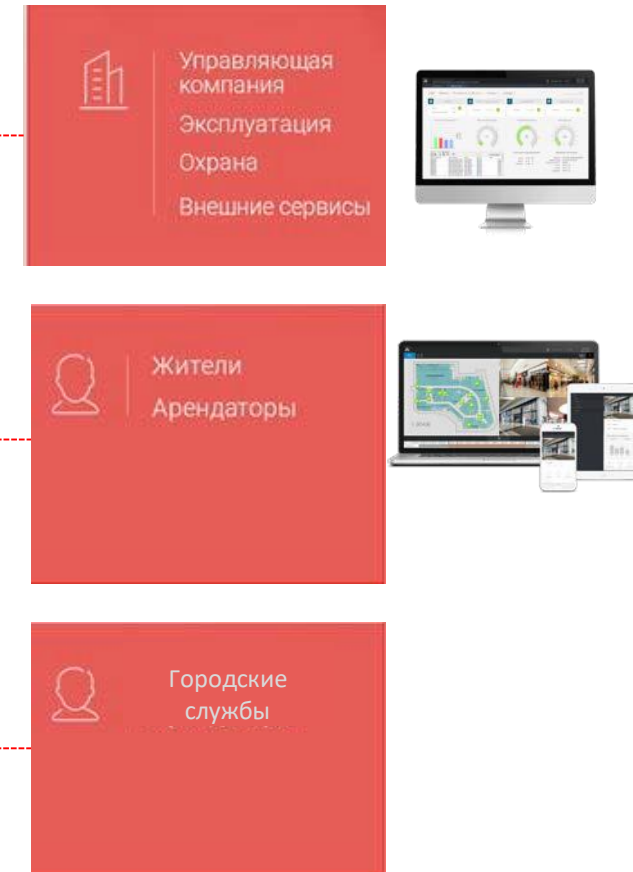 Управляющая
компания
Эксплуатация
Охрана
Внешние сервисы
Жители
Арендаторы
Городские
службы